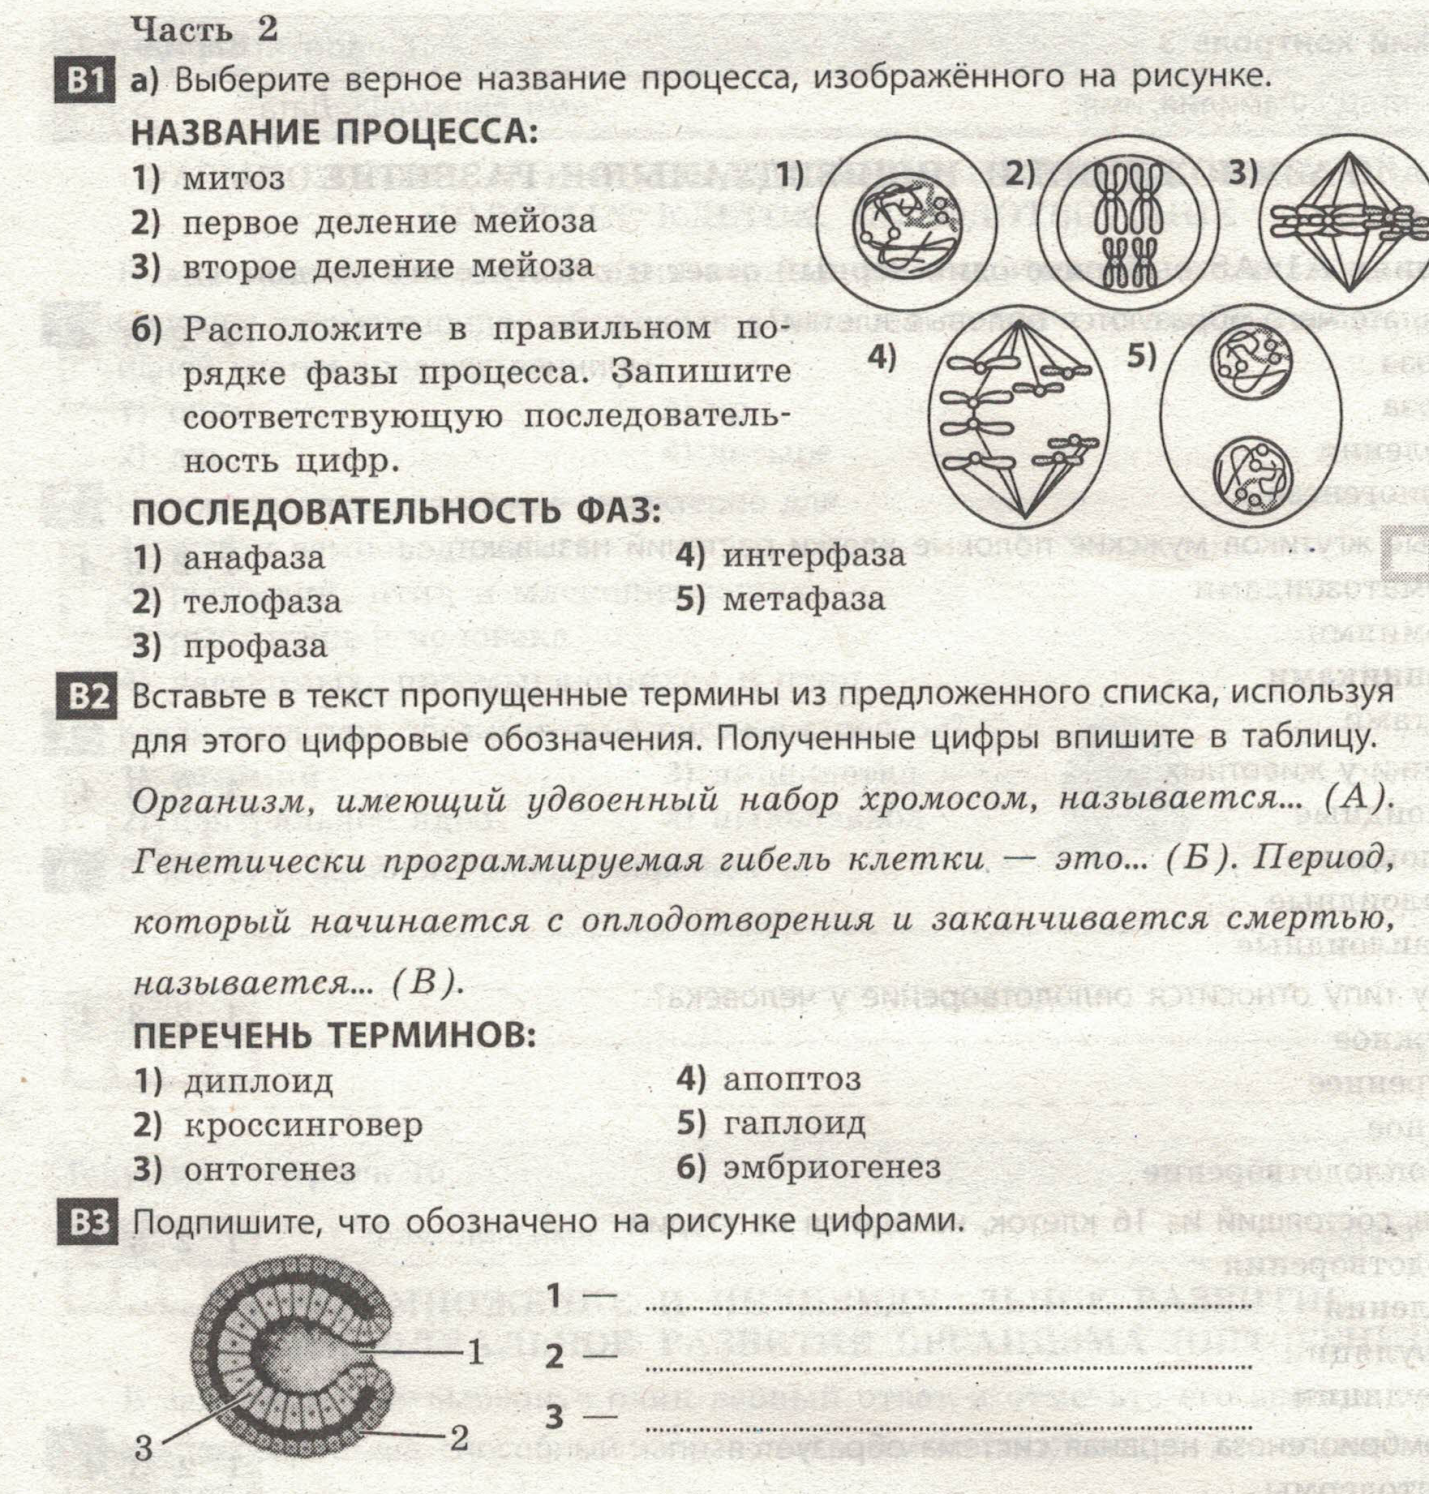 Часть 2
В1 а) Выберите верное название процесса, изображённого на рисунке.
НАЗВАНИЕ ПРОЦЕССА:
1) митоз
2) первое деление мейоза
3) второе деление мейоза
1)
2)
3)
4)
5)
б) Расположите в правильном по-
рядке фазы процесса. Запишите
соответствующую последователь-
ность цифр.
ПОСЛЕДОВАТЕЛЬНОСТЬ ФАЗ:
1) анафаза
2) телофаза
3) профаза
4) интерфаза
5) метафаза
В2 Вставьте в текст пропущенные термины из предложенного списка, используя
для этого цифровые обозначения. Полученные цифры впишите в таблицу.
Организм, имеющий удвоенный набор хромосом, называется... (А).
Генетически программируемая гибель клетки — это... (Б). Период,
который начинается с оплодотворения и заканчивается смертью,
называется... (В).
ПЕРЕЧЕНЬ ТЕРМИНОВ:
1) диплоид
2) кроссинговер
3) онтогенез
4) апоптоз
5) гаплоид
6) эмбриогенез
В3 Подпишите, что обозначено на рисунке цифрами.
1
2
3
1 —
2 —
3 —